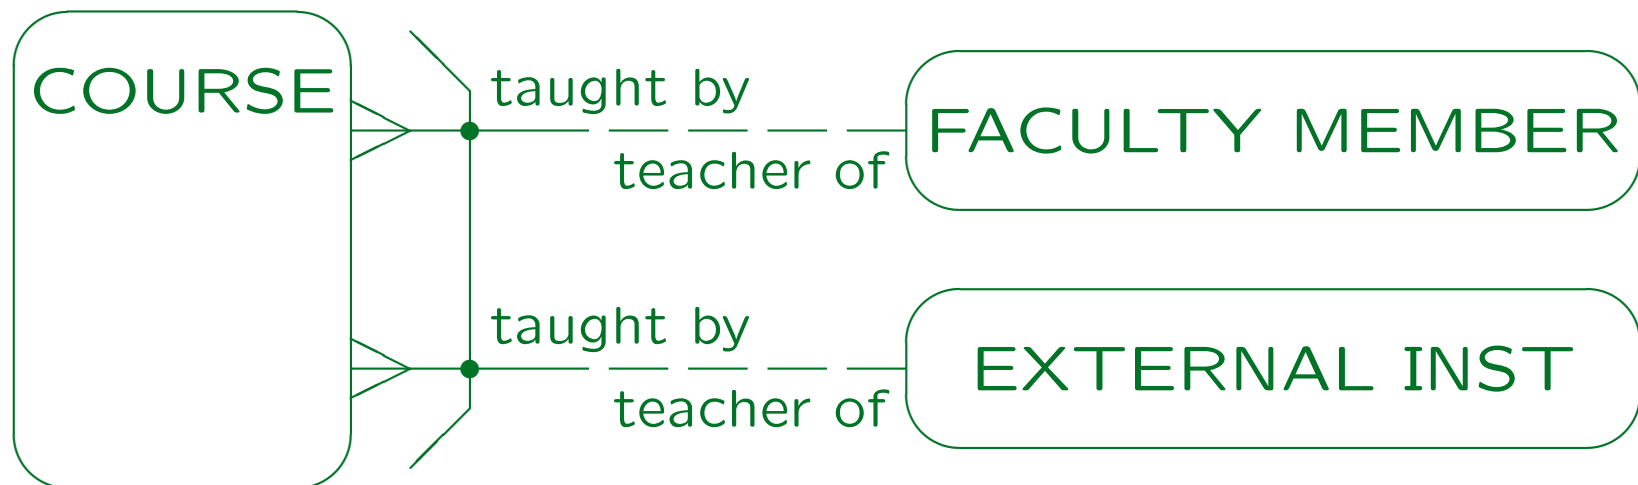 COURSE
taught by
teacher of
FACULTY MEMBER
taught by
teacher of
EXTERNAL INST